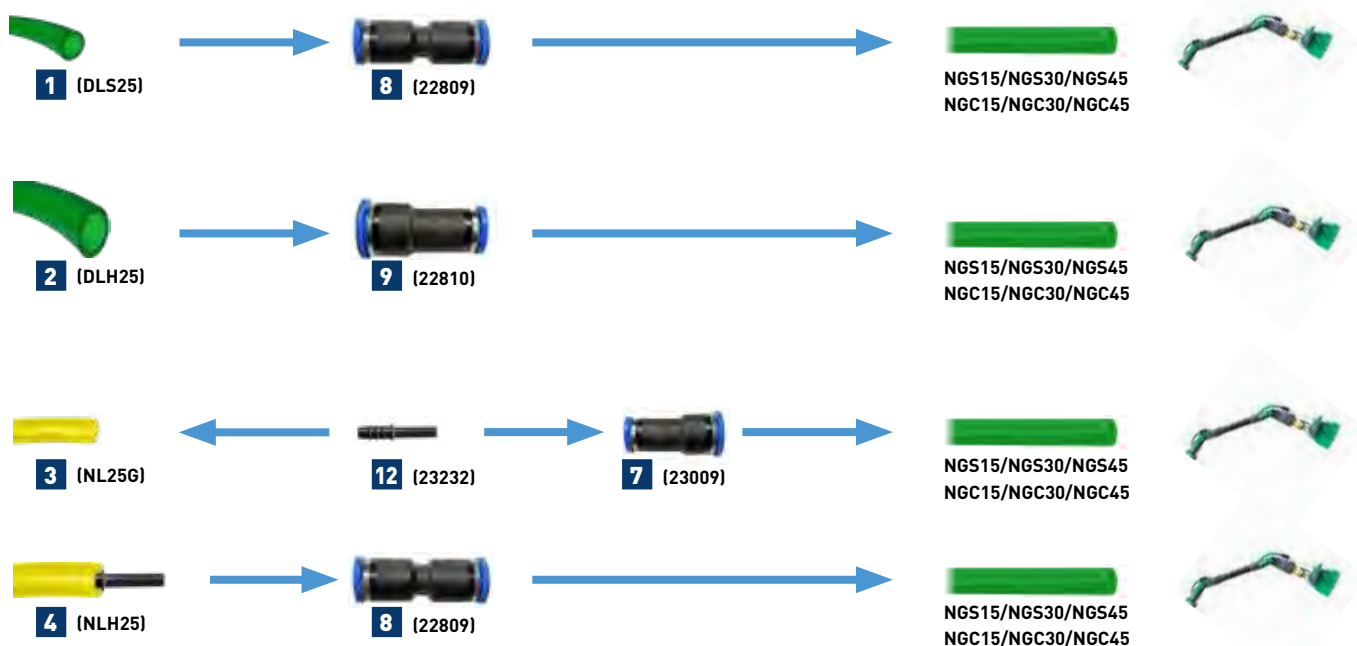 1 (DLS25)
8 (22809)
NGS15/NGS30/NGS45
NGC15/NGC30/NGC45
2 (DLH25)
9 (22810)
NGS15/NGS30/NGS45
NGC15/NGC30/NGC45
3 (NL25G)
12 (23232)
7 (23009)
NGS15/NGS30/NGS45
NGC15/NGC30/NGC45
4 (NLH25)
8 (22809)
NGS15/NGS30/NGS45
NGC15/NGC30/NGC45